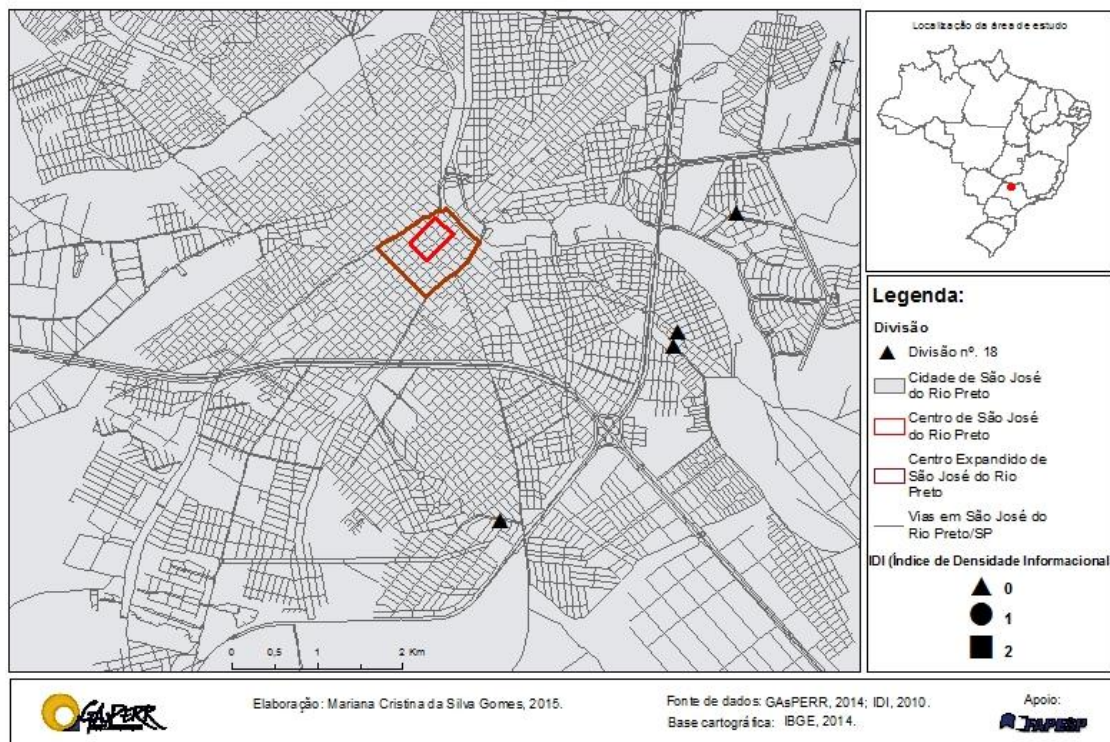 Localização da área de estudo
Legenda:
Divisão
Divisão nº. 18
Cidade de São José
do Rio Preto
Centro de São José
do Rio Preto
Centro Expandido de
São José do Rio
Preto
Vias em São José do
Rio Preto/SP
IDI (Índice de Densidade Informacional
0
1
2
0 0,5 1 2 Km
GAsPERR
Elaboração: Mariana Cristina da Silva Gomes, 2015.
Fonte de dados: GAsPERR, 2014; IDI, 2010.
Base cartográfica: IBGE, 2014.
Apoio:
FAPESP